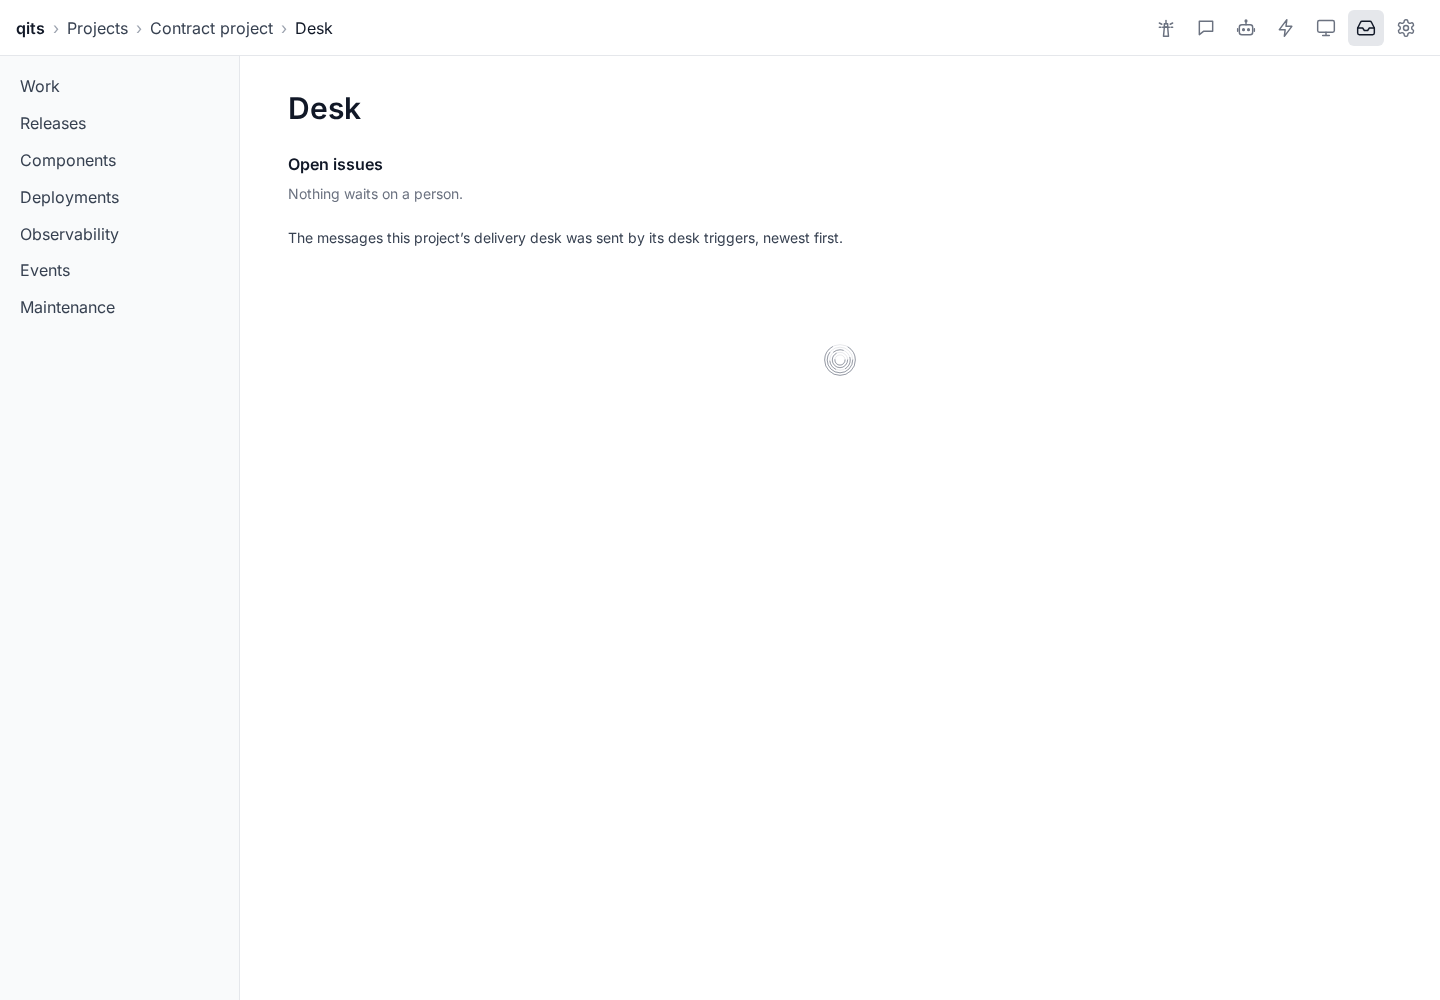 qits › Projects › Contract project › Desk
Work
Releases
Components
Deployments
Observability
Events
Maintenance
Desk
Open issues
Nothing waits on a person.
The messages this project’s delivery desk was sent by its desk triggers, newest first.